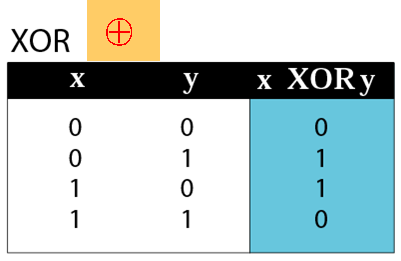 XOR ⊕
x y x XOR y
0 0 0
0 1 1
1 0 1
1 1 0